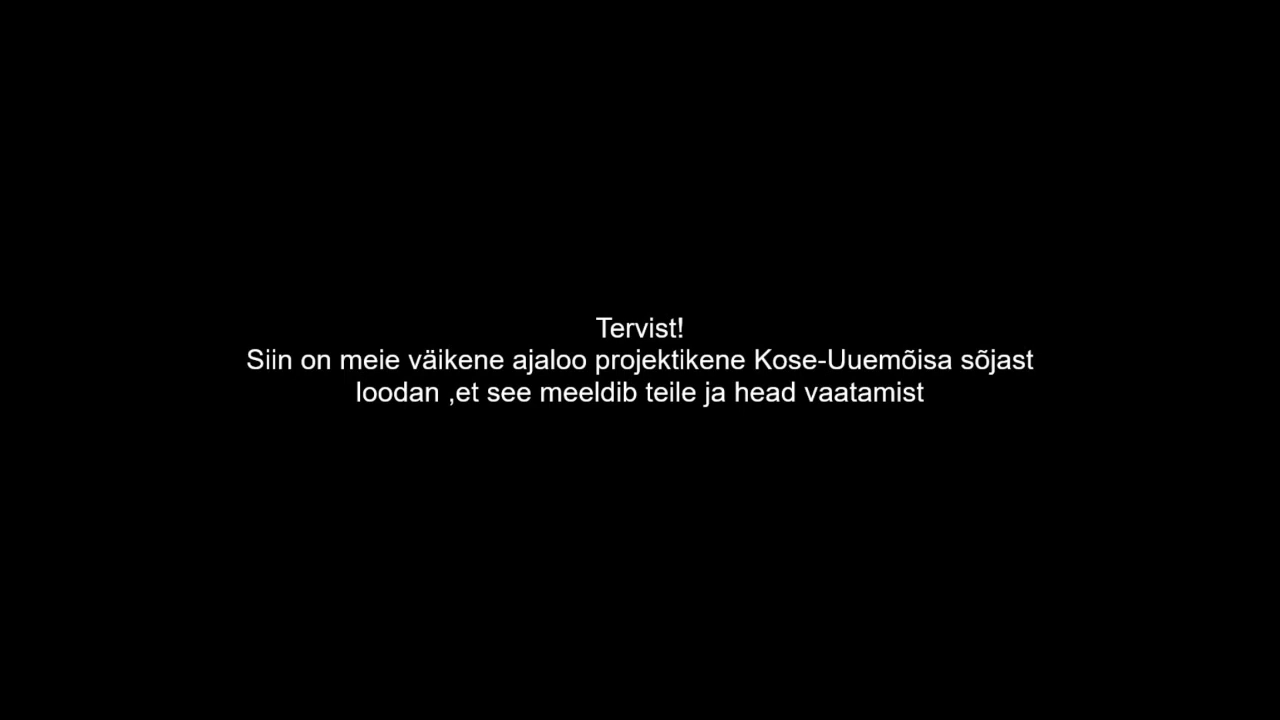 Tervist!
Siin on meie väikene ajaloo projektikene Kose-Uuemõisa sõjast
loodan ,et see meeldib teile ja head vaatamist